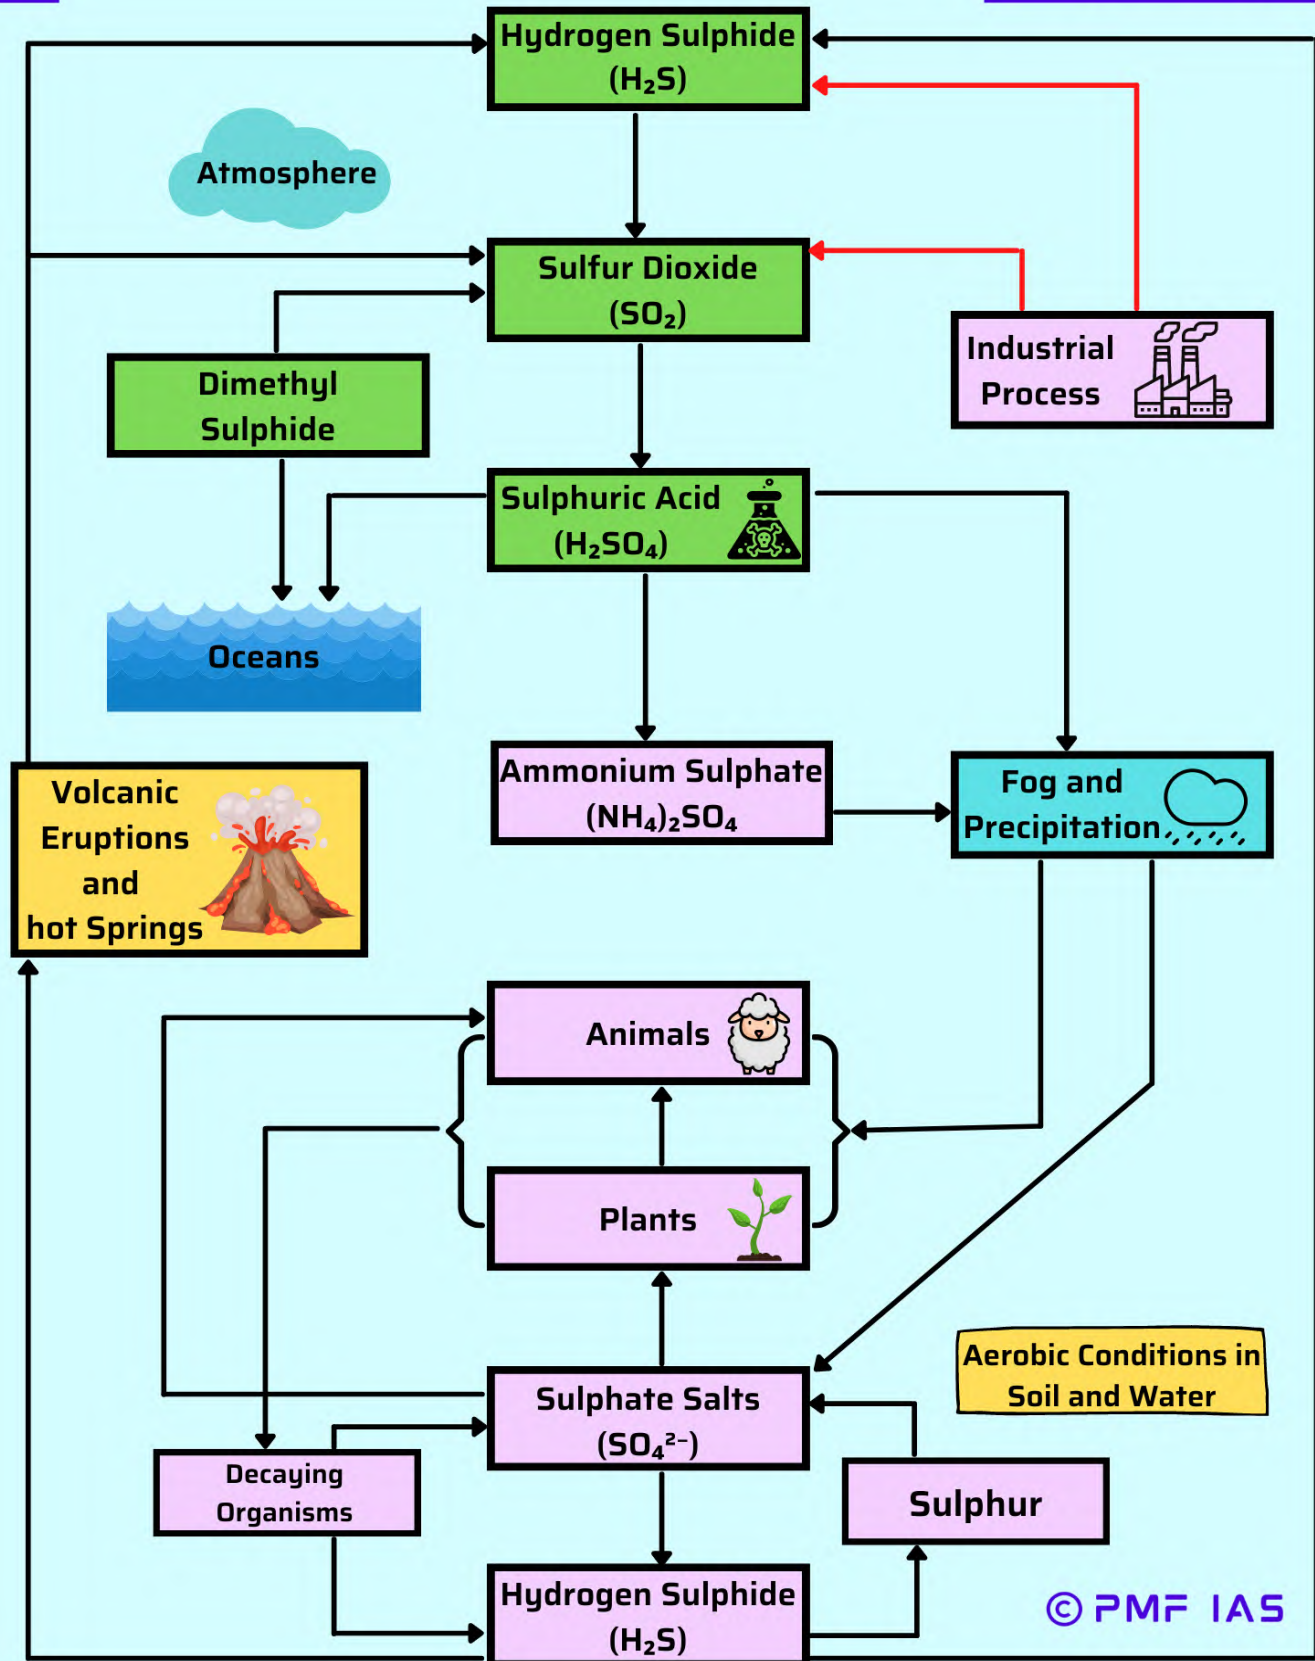 Hydrogen Sulphide
(H₂S)
Atmosphere
Sulfur Dioxide
(SO₂)
Industrial
Process
Dimethyl
Sulphide
Sulphuric Acid
(H₂SO₄)
Oceans
Ammonium Sulphate
(NH₄)₂SO₄
Fog and
Precipitation
Volcanic
Eruptions
and
hot Springs
Animals
Plants
Aerobic Conditions in
Soil and Water
Sulphate Salts
(SO₄²⁻)
Decaying
Organisms
Sulphur
Hydrogen Sulphide
(H₂S)
© PMF IAS